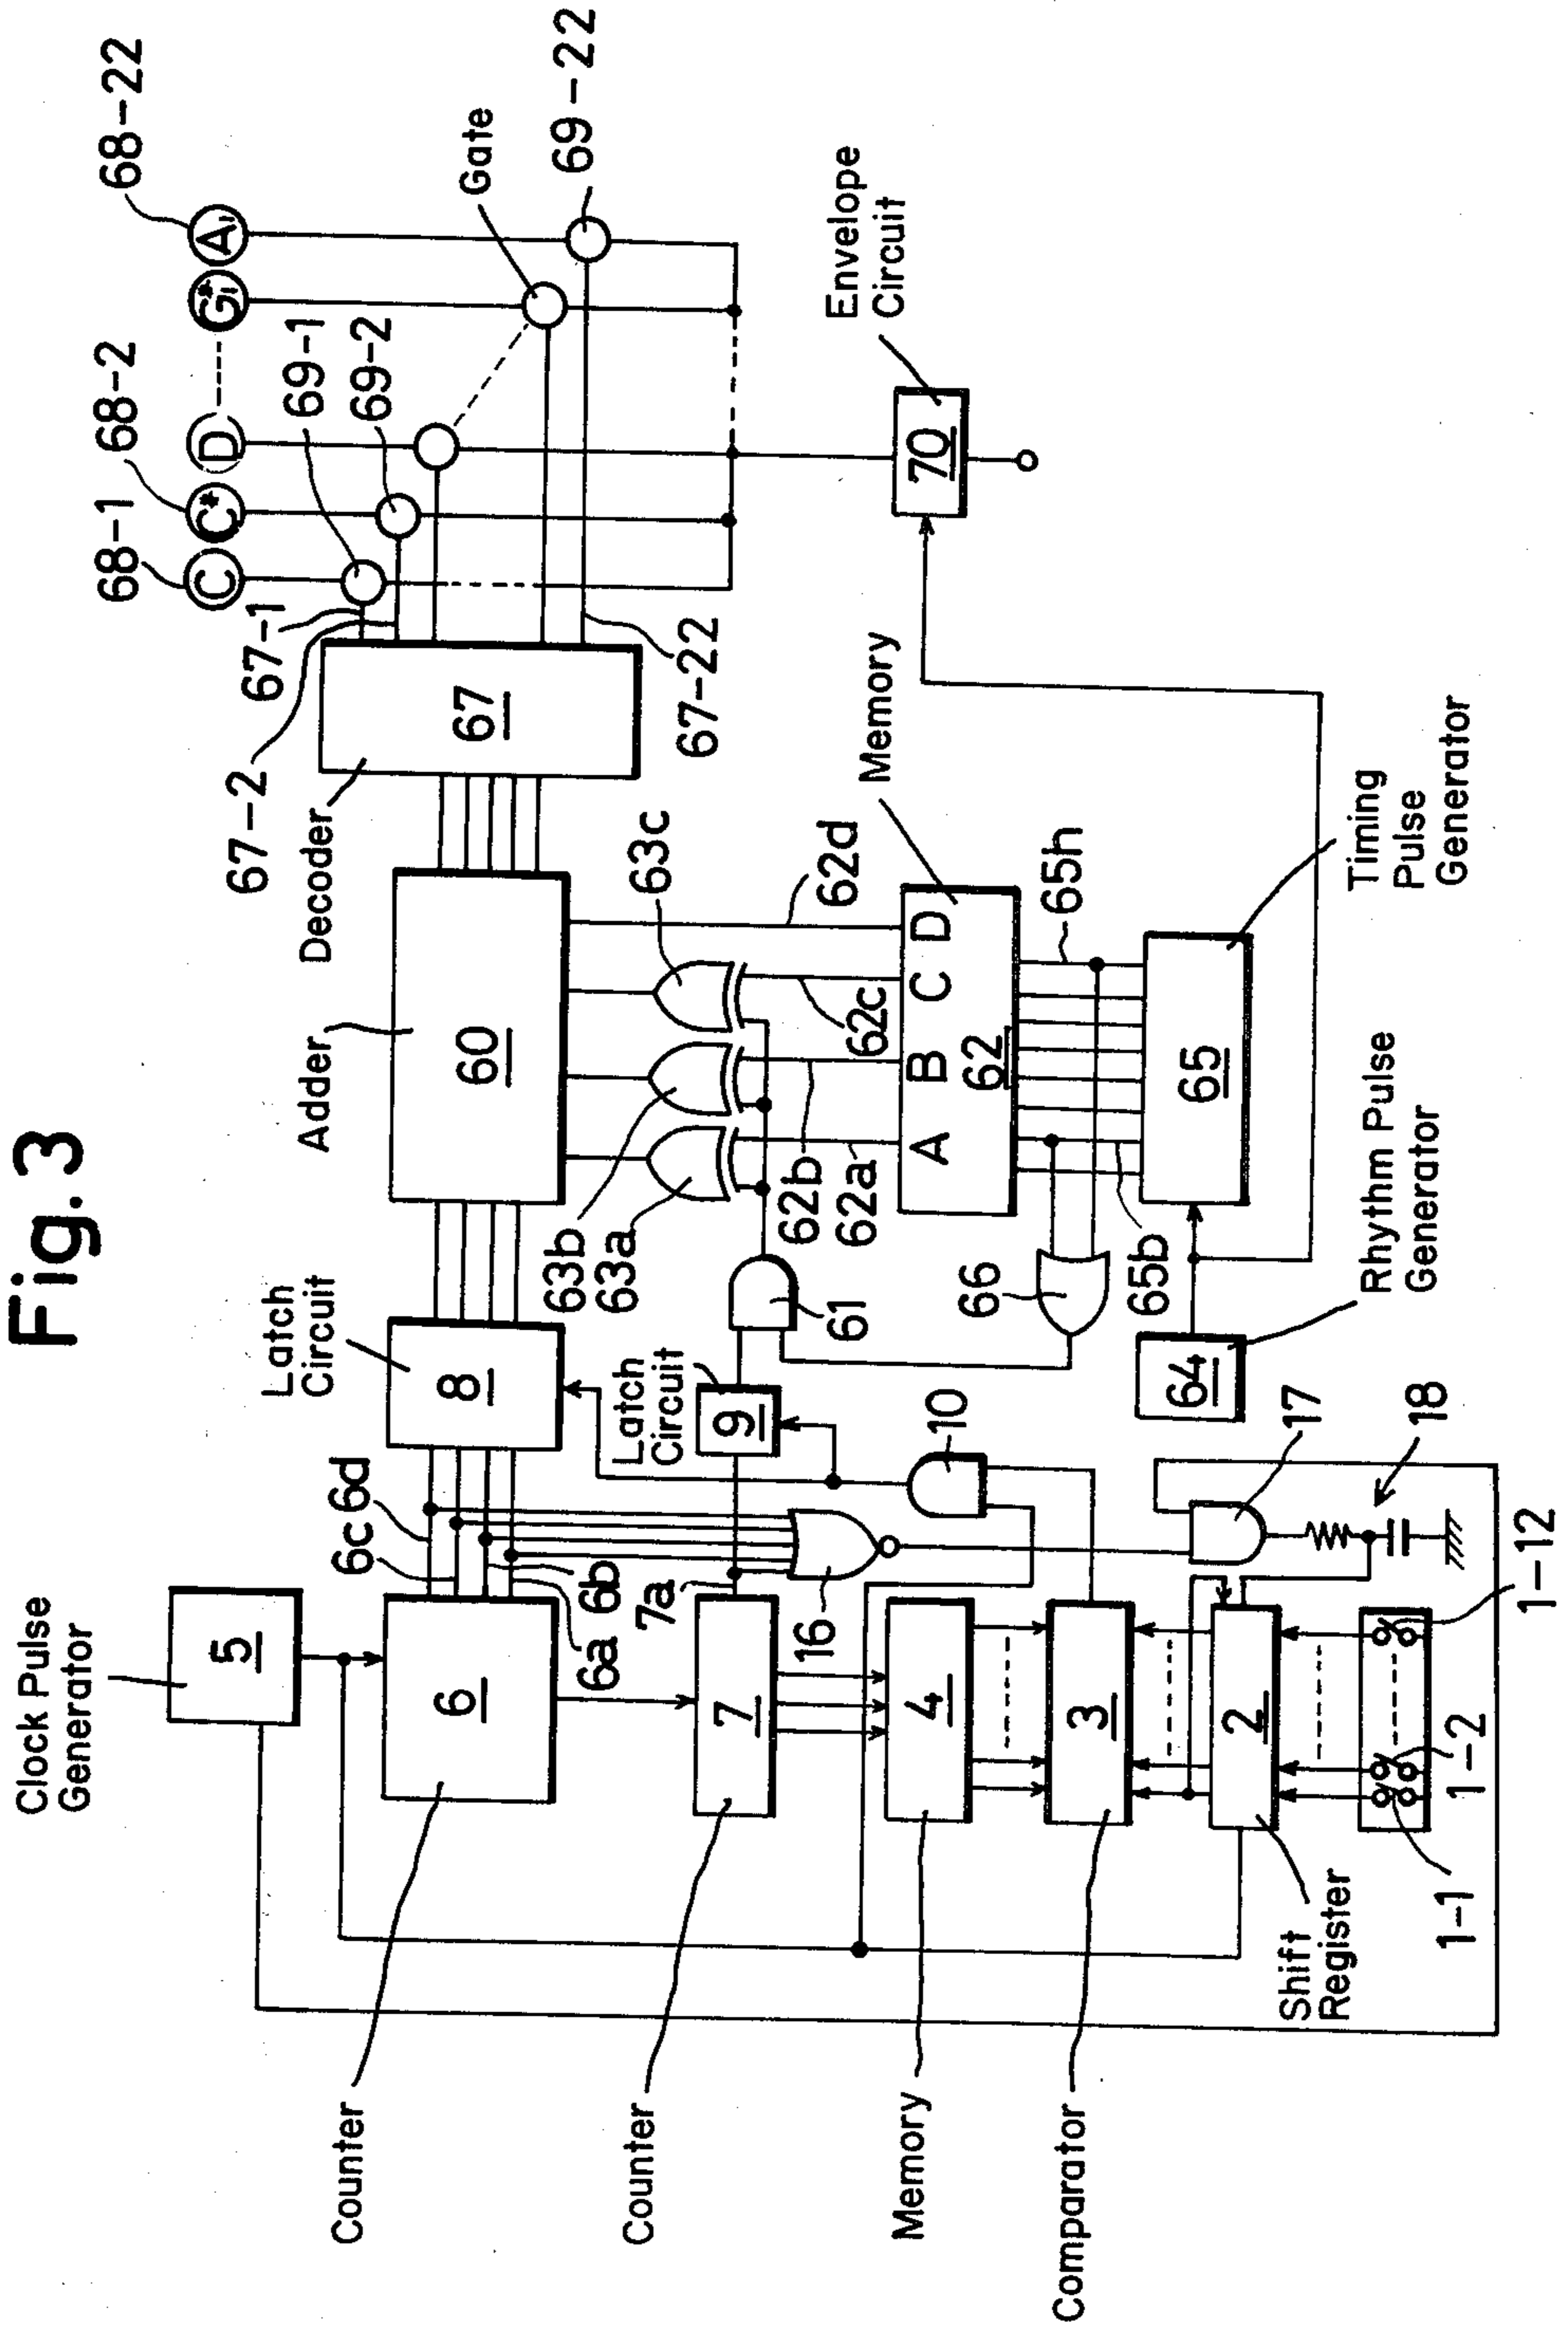 Fig. 3
Clock Pulse
Generator
5
Counter
6
6a
6b
6c
6d
Latch
Circuit
8
Adder
60
Decoder
67
67-1
67-2
67-22
68-1
68-2
68-22
C
C*
D
G*1
A1
69-1
69-2
69-22
Gate
Counter
7
7a
Latch
Circuit
9
61
63a
63b
63c
62a
62b
62c
62d
Memory
A
B
C
D
62
Envelope
Circuit
70
Memory
4
16
10
66
65b
65h
65
Timing
Pulse
Generator
Comparator
3
64
Rhythm Pulse
Generator
Shift
Register
2
17
18
1-1
1-2
1-12